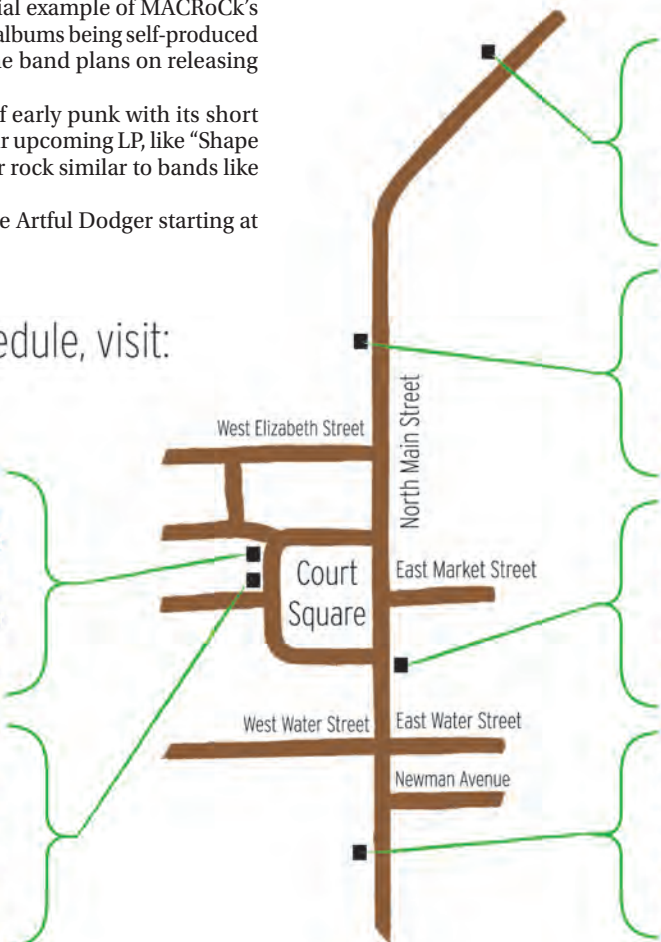 ial example of MACRoCk's
albums being self-produced
e band plans on releasing
f early punk with its short
r upcoming LP, like “Shape
r rock similar to bands like
e Artful Dodger starting at
edule, visit:
West Elizabeth Street
North Main Street
Court
Square
East Market Street
West Water Street
East Water Street
Newman Avenue